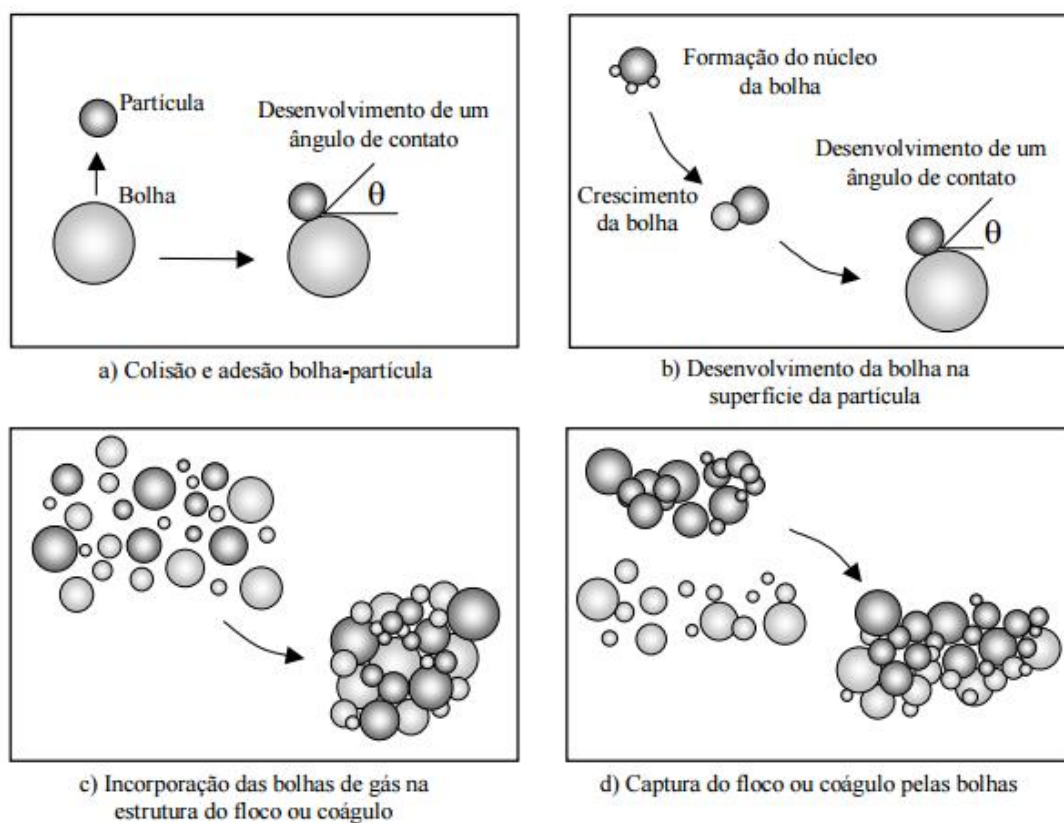 Partícula
Desenvolvimento de um
ângulo de contato
Bolha
θ
a) Colisão e adesão bolha-partícula
Formação do núcleo
da bolha
Desenvolvimento de um
ângulo de contato
Crescimento
da bolha
θ
b) Desenvolvimento da bolha na
superfície da partícula
c) Incorporação das bolhas de gás na
estrutura do floco ou coágulo
d) Captura do floco ou coágulo pelas bolhas